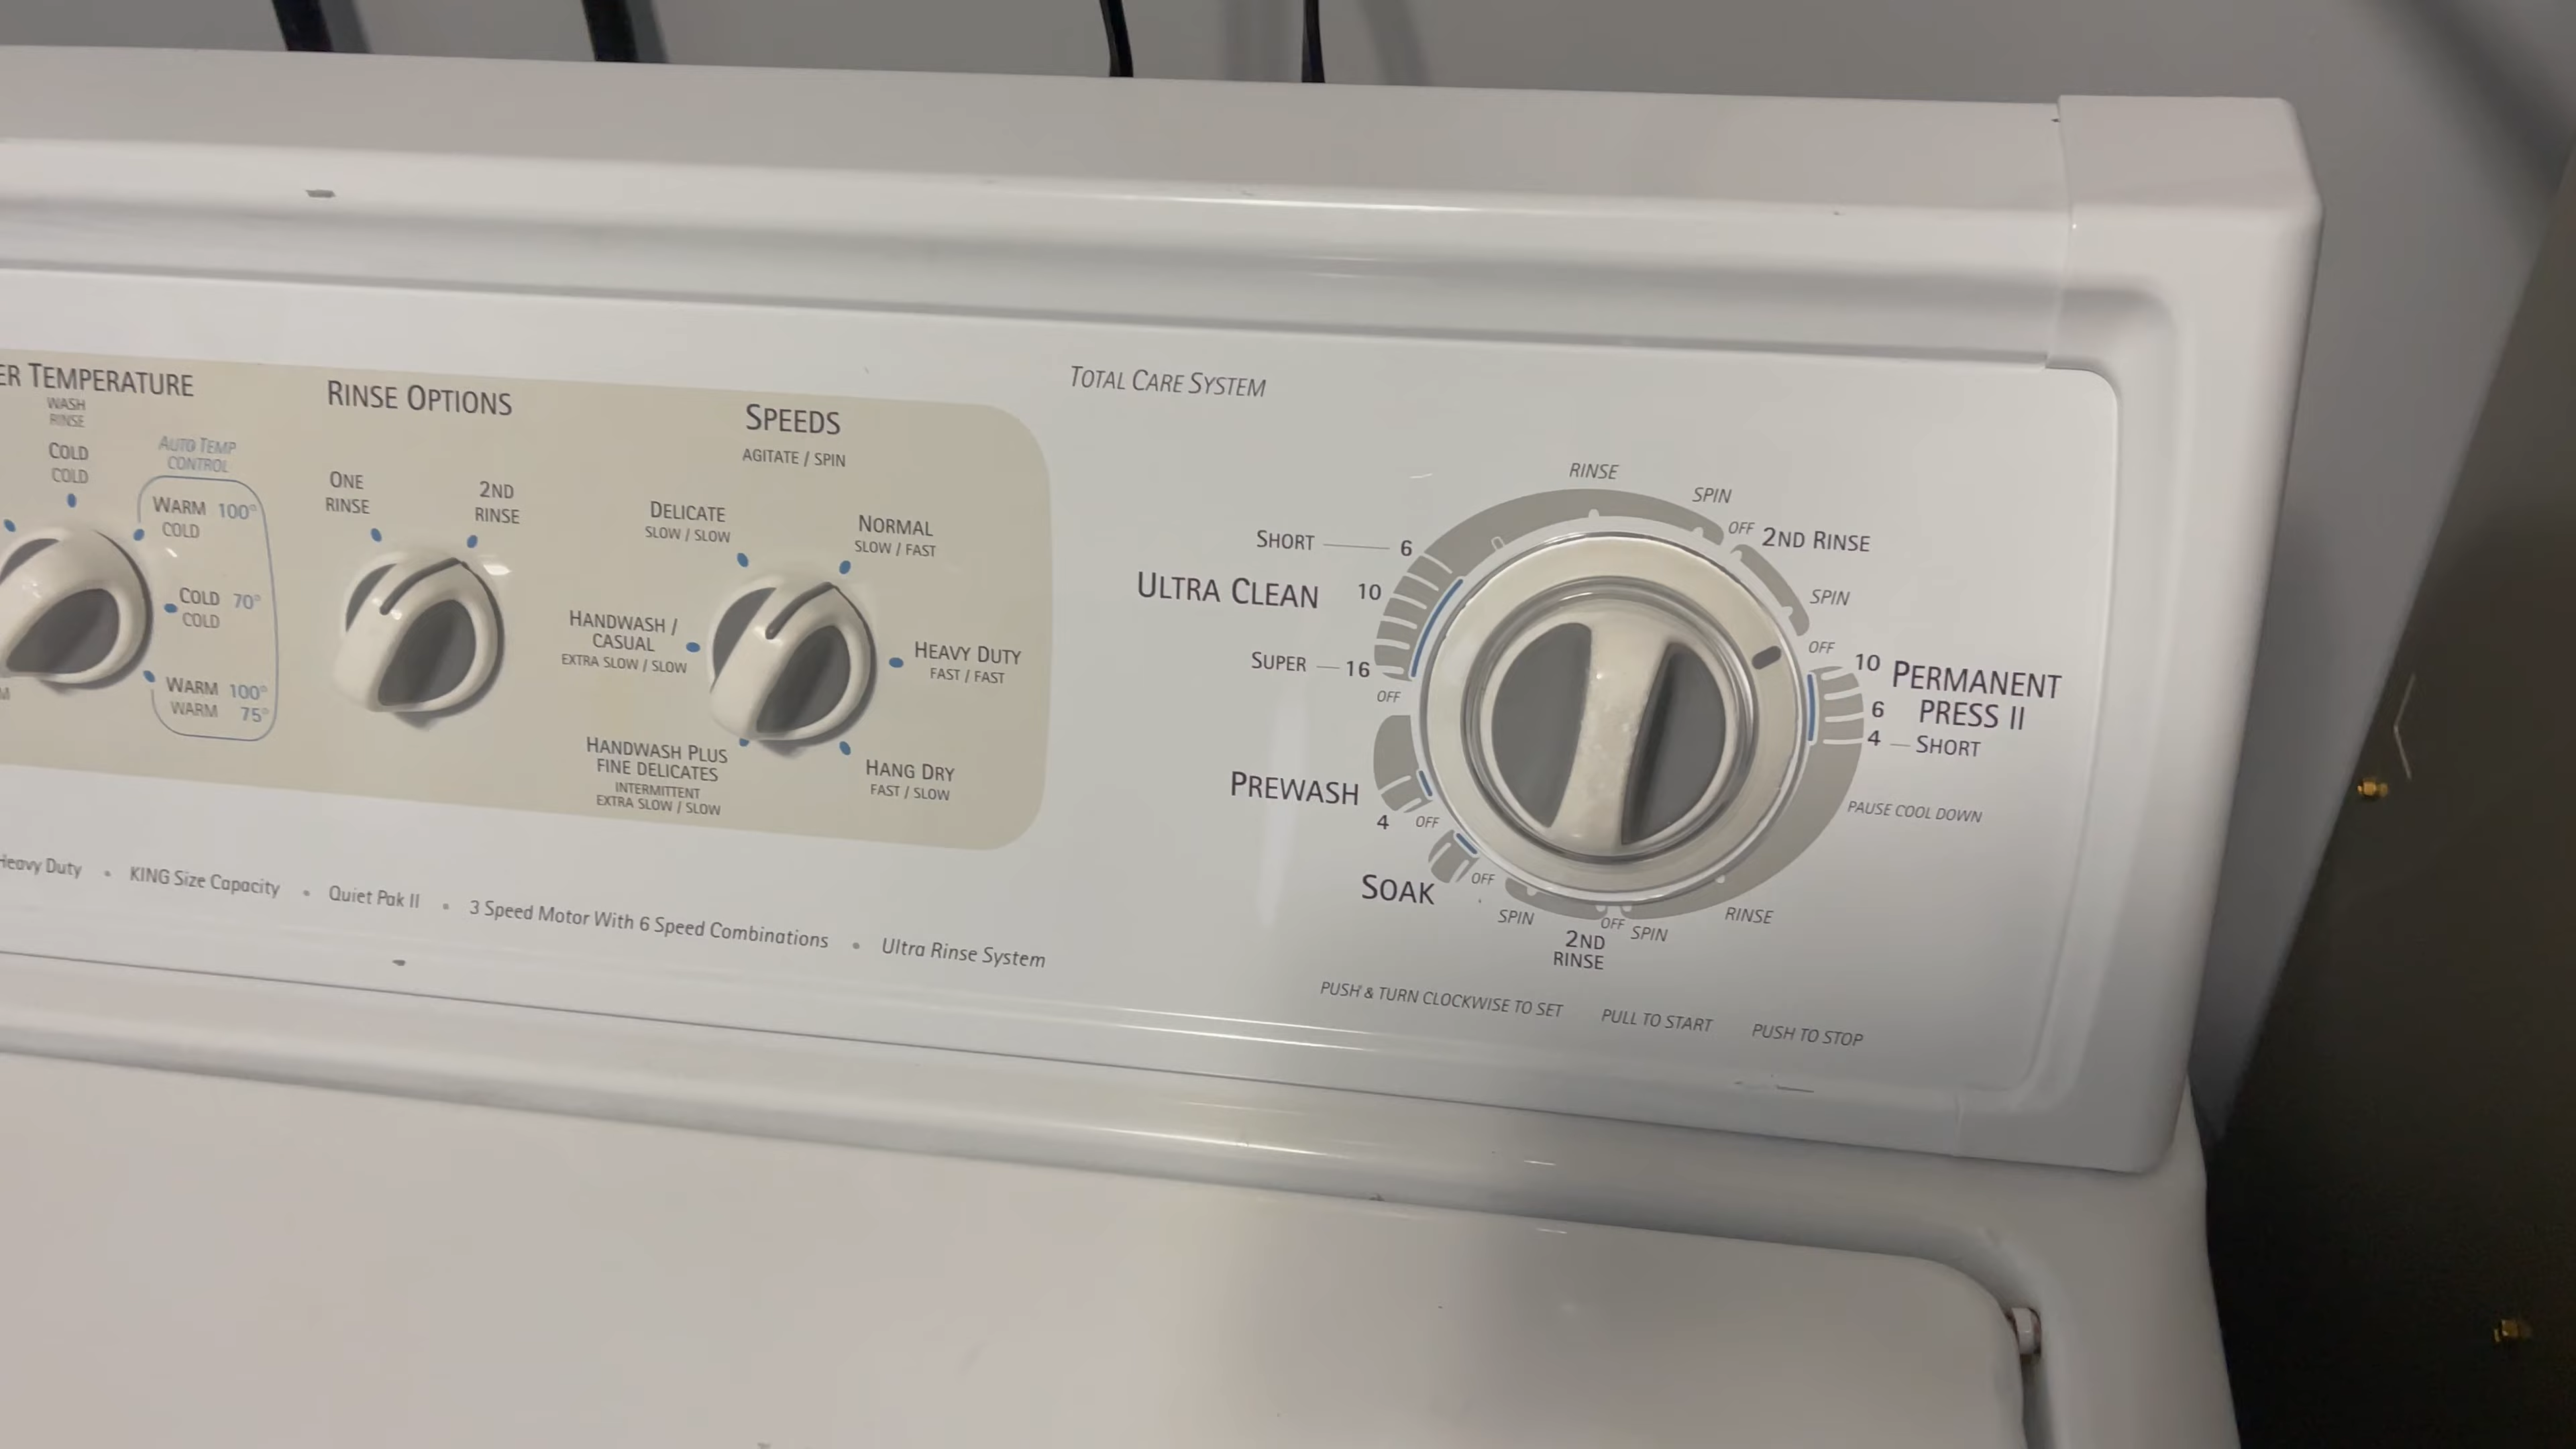 ER TEMPERATURE
WASH
RINSE
COLD
COLD
AUTO TEMP
CONTROL
WARM 100°
COLD
COLD 70°
COLD
WARM 100°
WARM 75°
M
RINSE OPTIONS
ONE
RINSE
2ND
RINSE
SPEEDS
AGITATE / SPIN
DELICATE
SLOW / SLOW
NORMAL
SLOW / FAST
HANDWASH /
CASUAL
EXTRA SLOW / SLOW
HEAVY DUTY
FAST / FAST
HANDWASH PLUS
FINE DELICATES
INTERMITTENT
EXTRA SLOW / SLOW
HANG DRY
FAST / SLOW
TOTAL CARE SYSTEM
RINSE
SPIN
OFF 2ND RINSE
SHORT 6
ULTRA CLEAN 10
SPIN
SUPER 16
OFF
OFF
10 PERMANENT
6 PRESS II
4 SHORT
PREWASH
PAUSE COOL DOWN
4 OFF
SOAK OFF
SPIN
OFF SPIN
RINSE
2ND
RINSE
PUSH & TURN CLOCKWISE TO SET PULL TO START PUSH TO STOP
Heavy Duty • KING Size Capacity • Quiet Pak II • 3 Speed Motor With 6 Speed Combinations • Ultra Rinse System